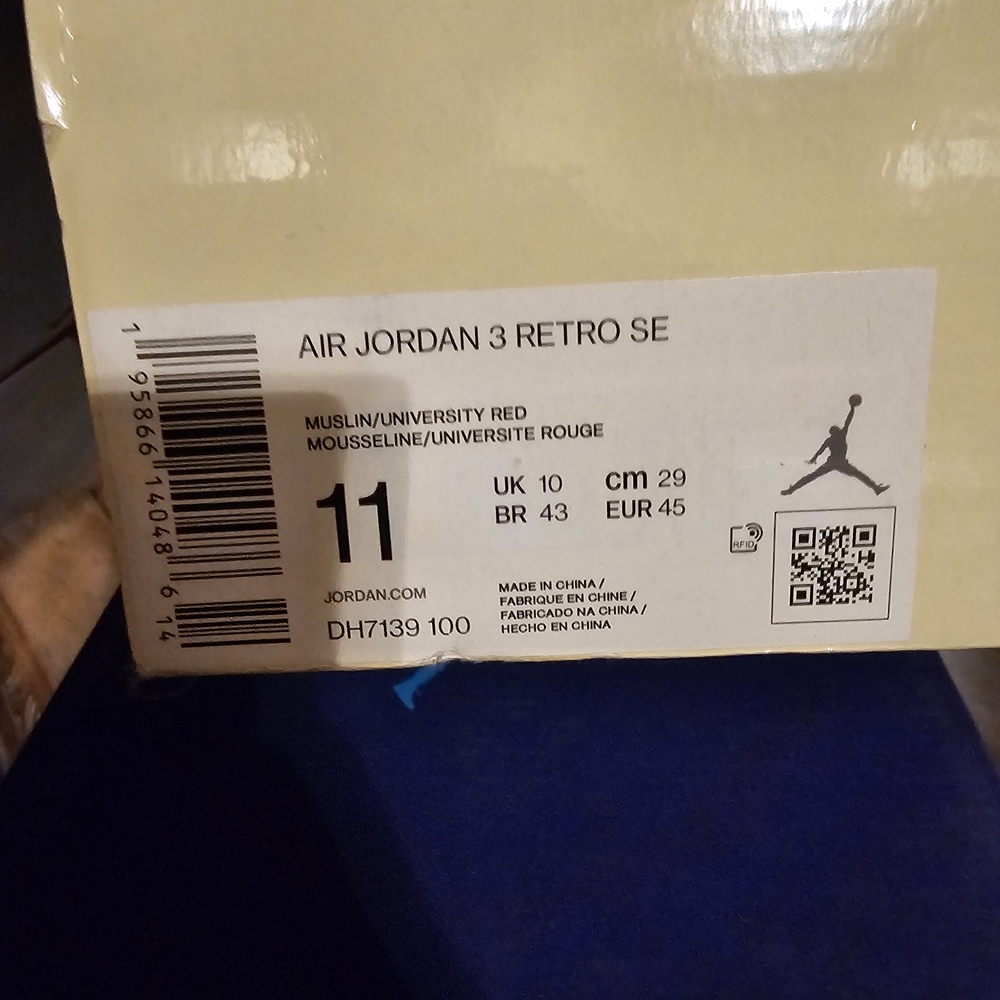 AIR JORDAN 3 RETRO SE
MUSLIN/UNIVERSITY RED
MOUSSELINE/UNIVERSITE ROUGE
11
UK 10 cm 29
BR 43 EUR 45
JORDAN.COM
DH7139 100
MADE IN CHINA /
FABRIQUE EN CHINE /
FABRICADO NA CHINA /
HECHO EN CHINA
RFID
1 95866 14048 6 14